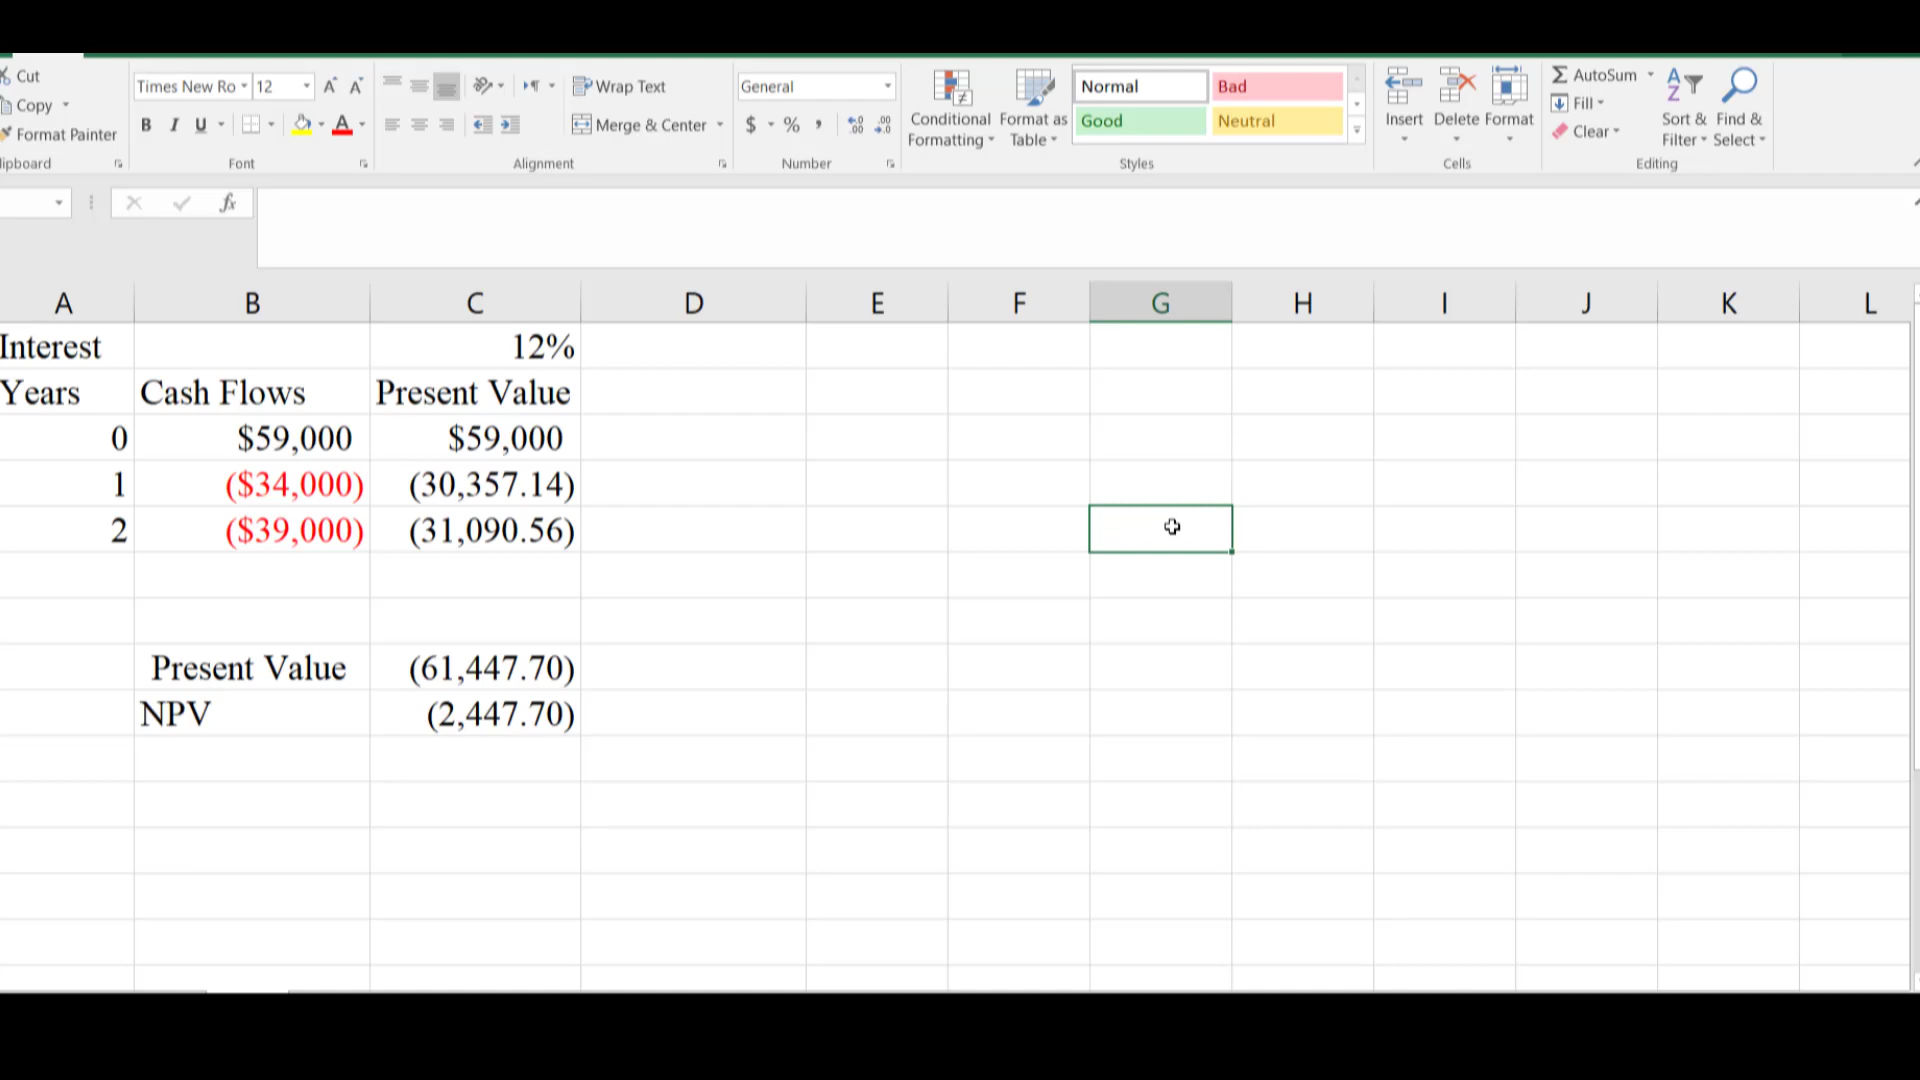 Cut
Copy
Format Painter
lipboard
Times New Ro 12
B I U
Font
Wrap Text
Merge & Center
Alignment
General
$ % ,
Number
Conditional Formatting
Format as Table
Normal Bad
Good Neutral
Styles
Insert Delete Format
Cells
AutoSum
Fill
Clear
Sort & Filter
Find & Select
Editing
fx
A B C D E F G H I J K L
Interest 12%
Years Cash Flows Present Value
0 $59,000 $59,000
1 ($34,000) (30,357.14)
2 ($39,000) (31,090.56)
Present Value (61,447.70)
NPV (2,447.70)